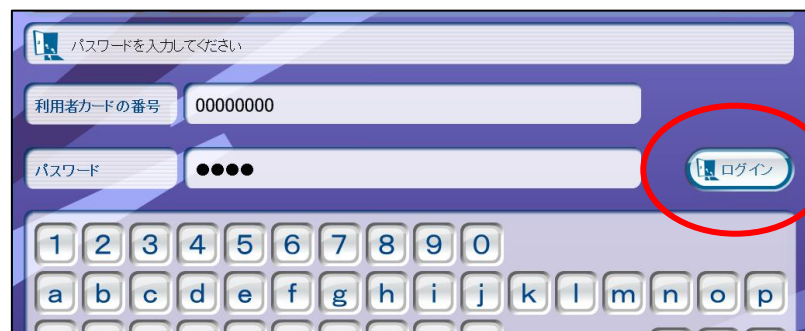 パスワードを入力してください
利用者カードの番号 00000000
パスワード ●●●●
ログイン
1 2 3 4 5 6 7 8 9 0
a b c d e f g h i j k l m n o p